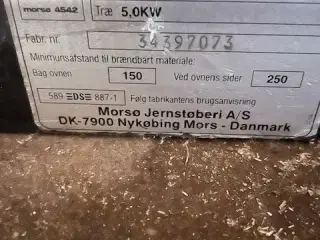 morsø 4542 Træ 5,0KW
Fabr. nr. 34397073
Minimumsafstand til brændbart materiale:
Bag ovnen 150 Ved ovnens sider 250
589 EDSE 887-1 Følg fabrikantens brugsanvisning
Morsø Jernstøberi A/S
DK-7900 Nykøbing Mors - Danmark